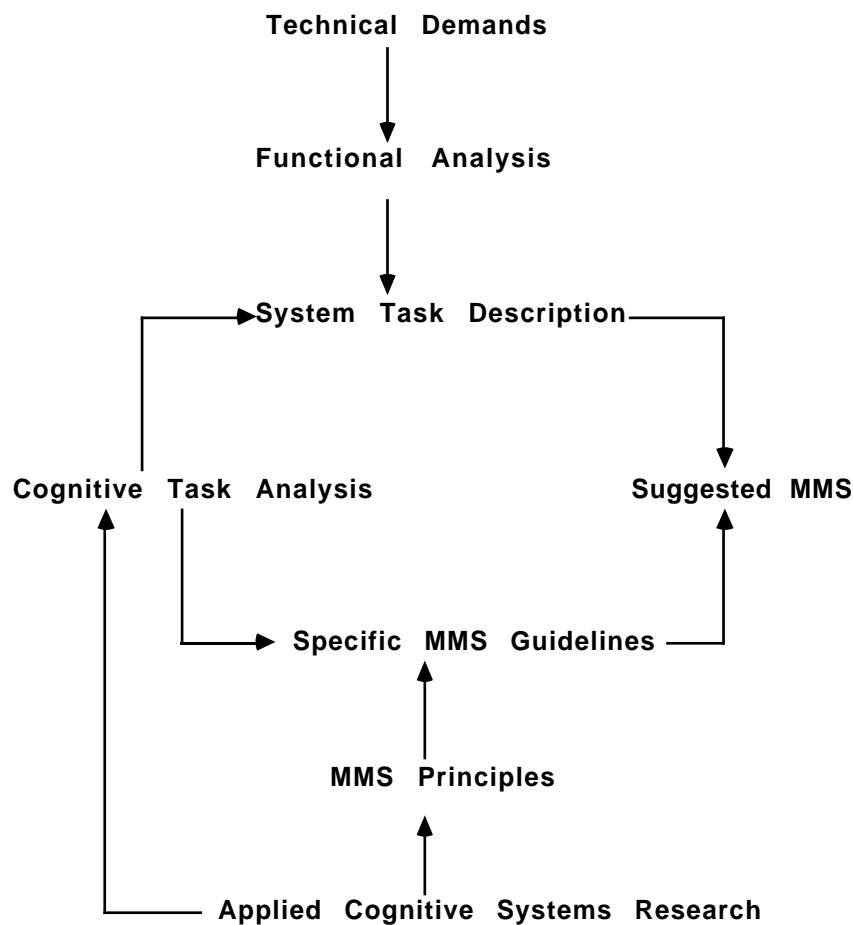 Technical Demands
Functional Analysis
System Task Description
Cognitive Task Analysis
Suggested MMS
Specific MMS Guidelines
MMS Principles
Applied Cognitive Systems Research